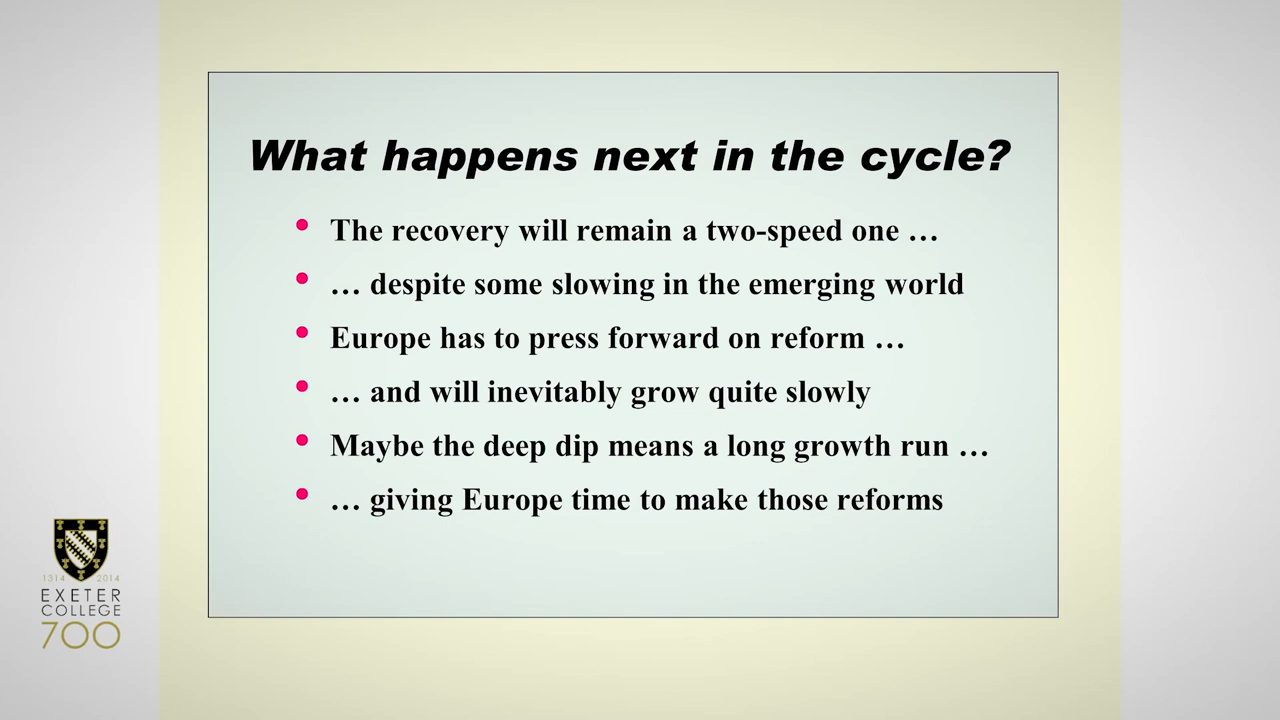 What happens next in the cycle?
• The recovery will remain a two-speed one …
• … despite some slowing in the emerging world
• Europe has to press forward on reform …
• … and will inevitably grow quite slowly
• Maybe the deep dip means a long growth run …
• … giving Europe time to make those reforms
1314 2014
EXETER
COLLEGE
700